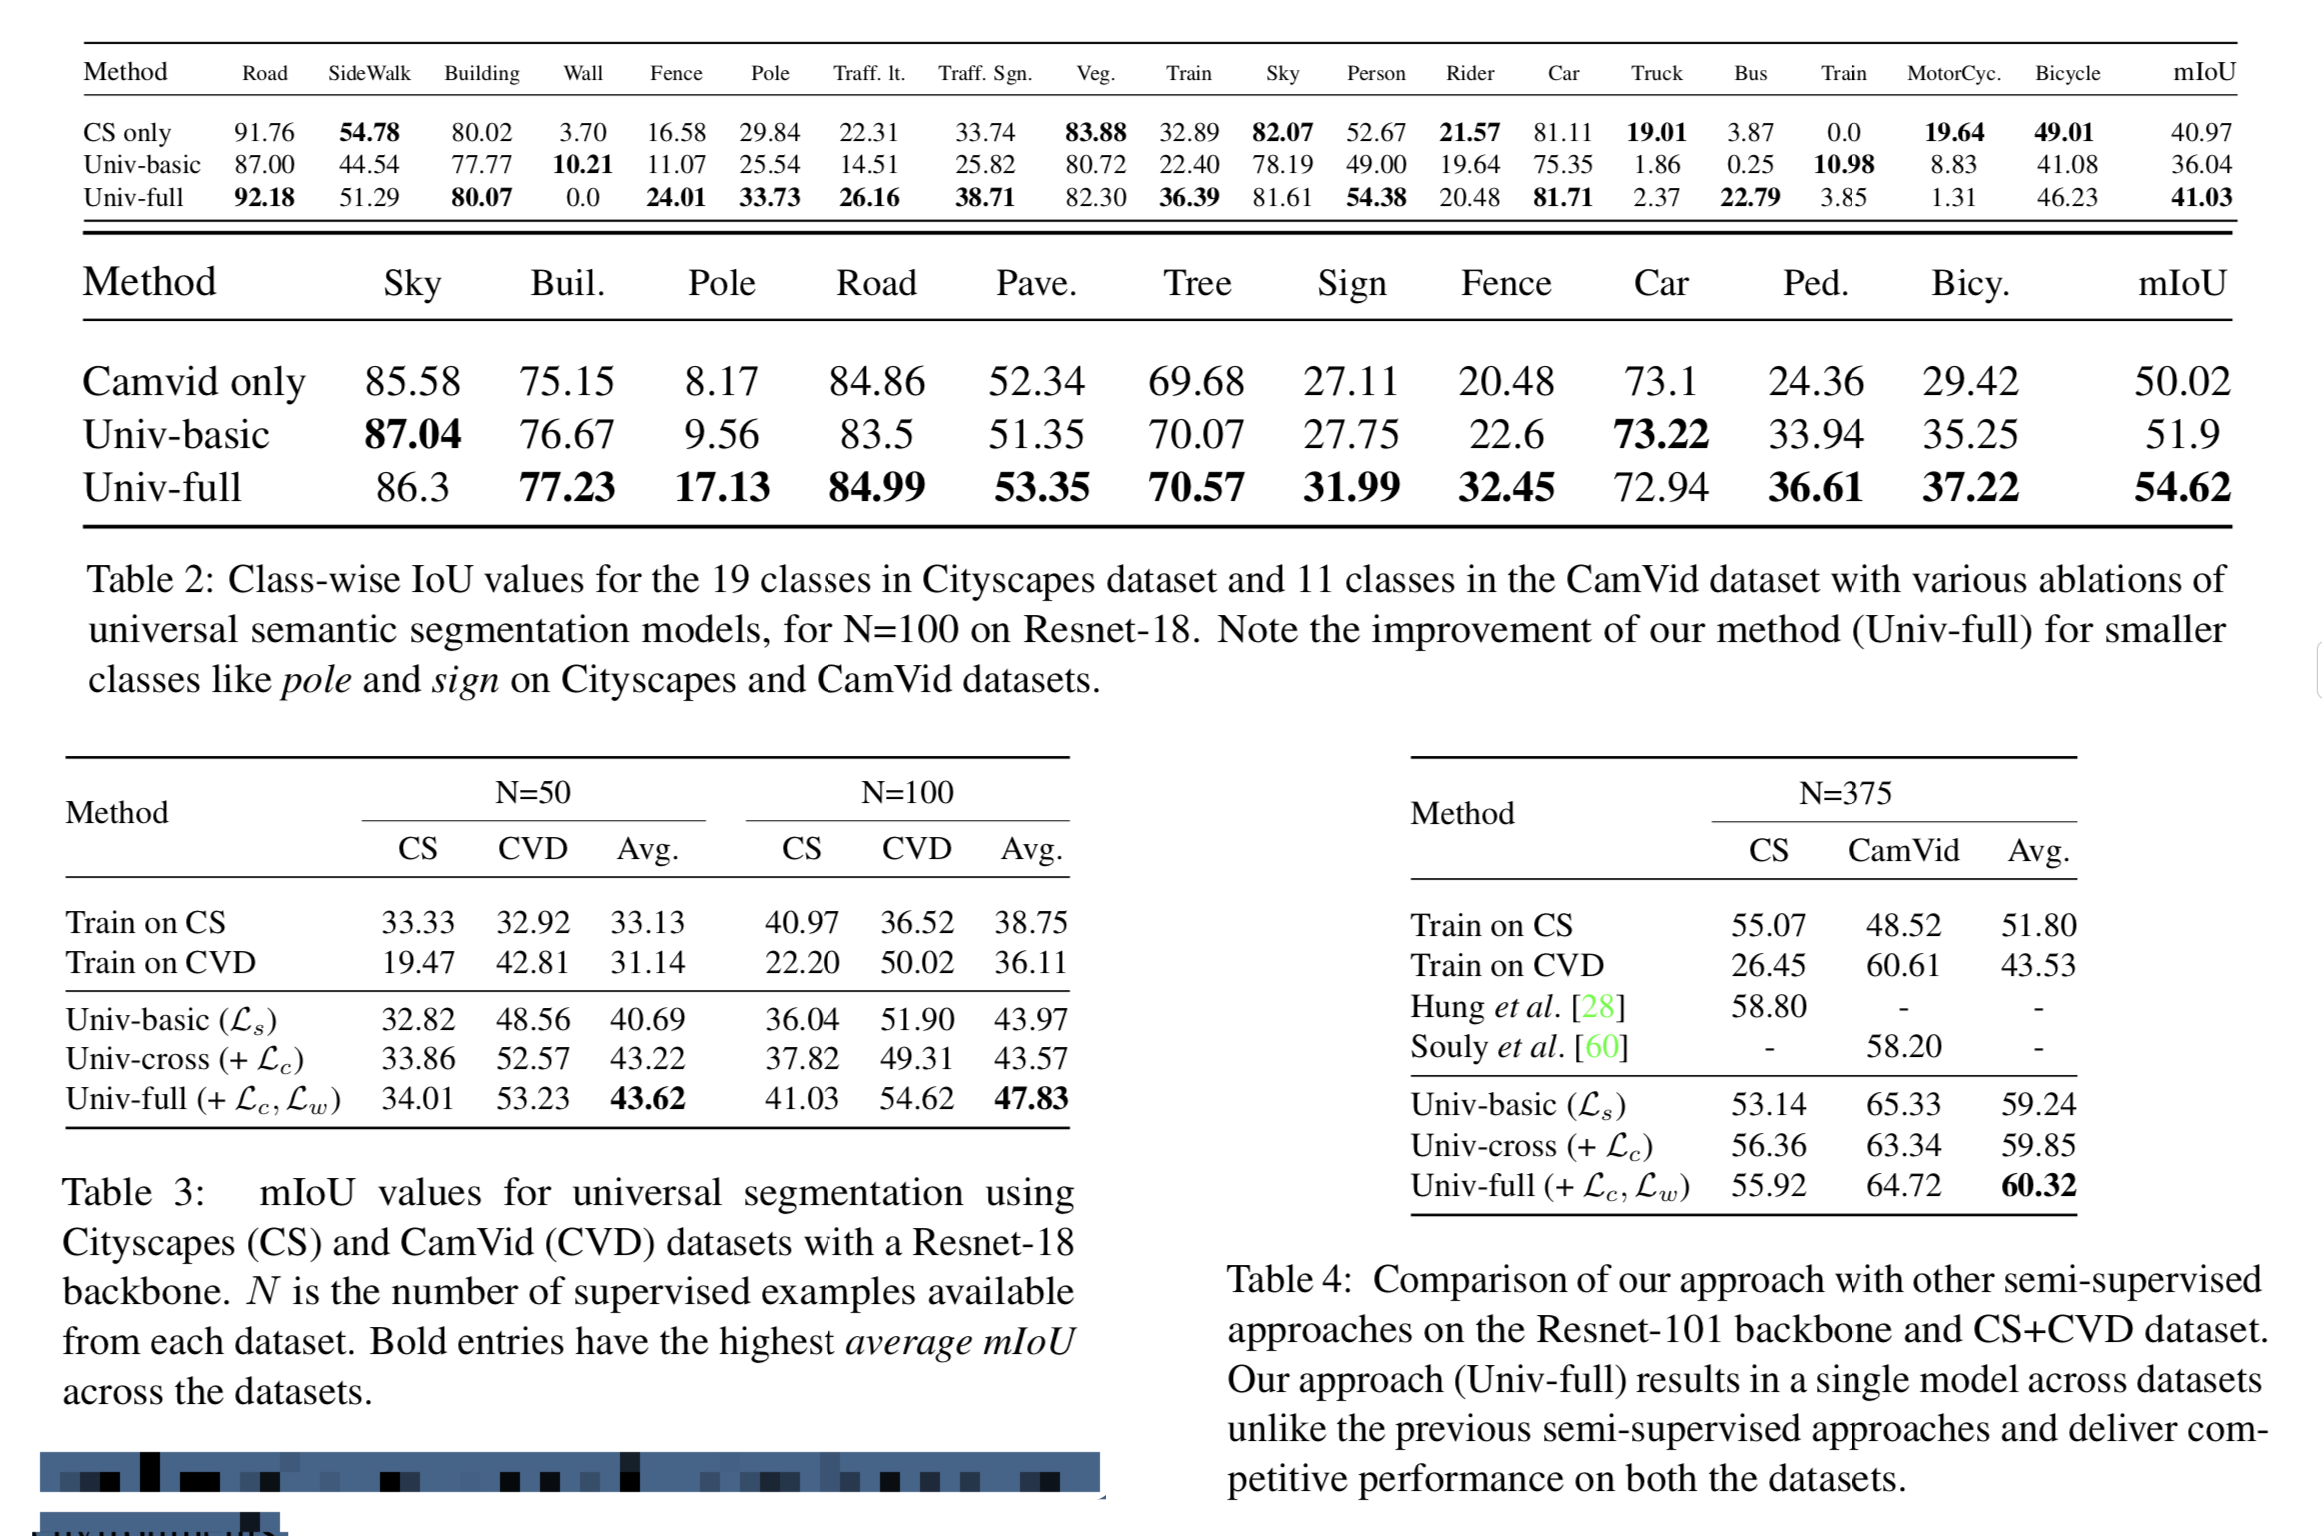 Method Road SideWalk Building Wall Fence Pole Traff. lt. Traff. Sgn. Veg. Train Sky Person Rider Car Truck Bus Train MotorCyc. Bicycle mIoU
CS only 91.76 54.78 80.02 3.70 16.58 29.84 22.31 33.74 83.88 32.89 82.07 52.67 21.57 81.11 19.01 3.87 0.0 19.64 49.01 40.97
Univ-basic 87.00 44.54 77.77 10.21 11.07 25.54 14.51 25.82 80.72 22.40 78.19 49.00 19.64 75.35 1.86 0.25 10.98 8.83 41.08 36.04
Univ-full 92.18 51.29 80.07 0.0 24.01 33.73 26.16 38.71 82.30 36.39 81.61 54.38 20.48 81.71 2.37 22.79 3.85 1.31 46.23 41.03
Method Sky Buil. Pole Road Pave. Tree Sign Fence Car Ped. Bicy. mIoU
Camvid only 85.58 75.15 8.17 84.86 52.34 69.68 27.11 20.48 73.1 24.36 29.42 50.02
Univ-basic 87.04 76.67 9.56 83.5 51.35 70.07 27.75 22.6 73.22 33.94 35.25 51.9
Univ-full 86.3 77.23 17.13 84.99 53.35 70.57 31.99 32.45 72.94 36.61 37.22 54.62
Table 2: Class-wise IoU values for the 19 classes in Cityscapes dataset and 11 classes in the CamVid dataset with various ablations of
universal semantic segmentation models, for N=100 on Resnet-18. Note the improvement of our method (Univ-full) for smaller
classes like pole and sign on Cityscapes and CamVid datasets.
Method N=50 N=100
CS CVD Avg. CS CVD Avg.
Train on CS 33.33 32.92 33.13 40.97 36.52 38.75
Train on CVD 19.47 42.81 31.14 22.20 50.02 36.11
Univ-basic (ℒs) 32.82 48.56 40.69 36.04 51.90 43.97
Univ-cross (+ ℒc) 33.86 52.57 43.22 37.82 49.31 43.57
Univ-full (+ ℒc, ℒw) 34.01 53.23 43.62 41.03 54.62 47.83
Table 3: mIoU values for universal segmentation using
Cityscapes (CS) and CamVid (CVD) datasets with a Resnet-18
backbone. N is the number of supervised examples available
from each dataset. Bold entries have the highest average mIoU
across the datasets.
Method N=375
CS CamVid Avg.
Train on CS 55.07 48.52 51.80
Train on CVD 26.45 60.61 43.53
Hung et al. [28] 58.80 - -
Souly et al. [60] - 58.20 -
Univ-basic (ℒs) 53.14 65.33 59.24
Univ-cross (+ ℒc) 56.36 63.34 59.85
Univ-full (+ ℒc, ℒw) 55.92 64.72 60.32
Table 4: Comparison of our approach with other semi-supervised
approaches on the Resnet-101 backbone and CS+CVD dataset.
Our approach (Univ-full) results in a single model across datasets
unlike the previous semi-supervised approaches and deliver com-
petitive performance on both the datasets.